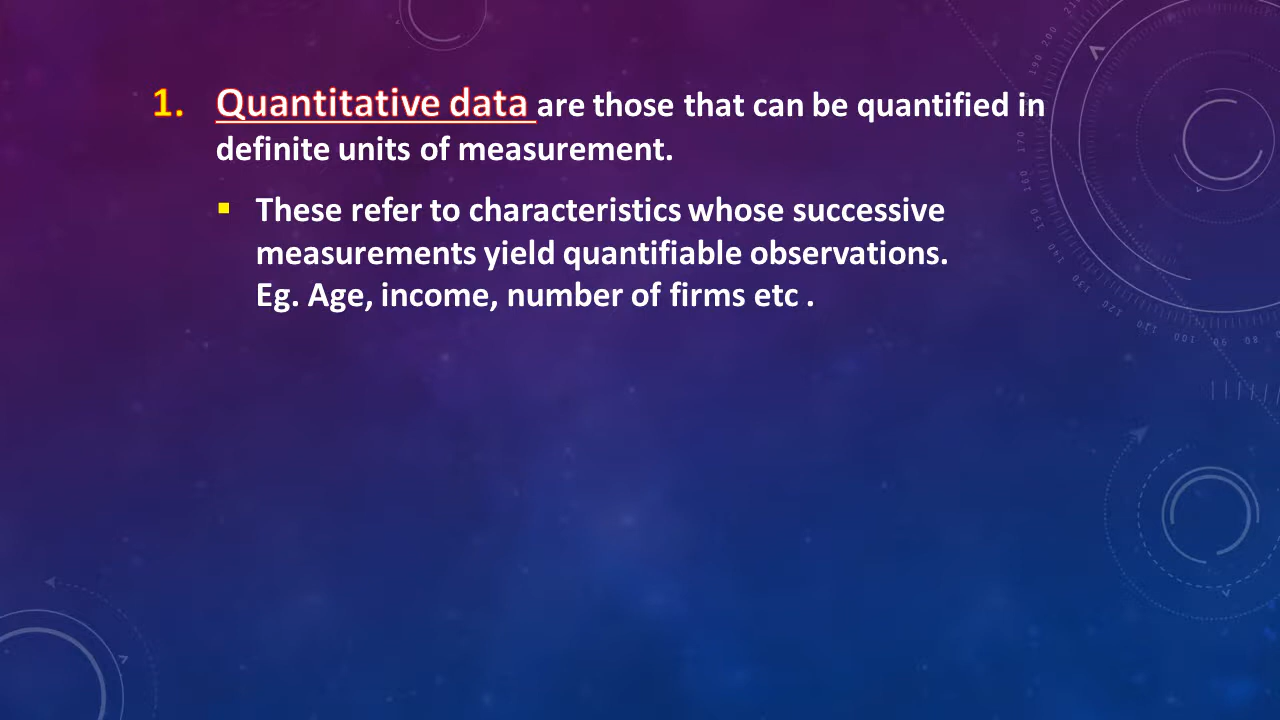 1. Quantitative data are those that can be quantified in
definite units of measurement.
▪ These refer to characteristics whose successive
measurements yield quantifiable observations.
Eg. Age, income, number of firms etc .